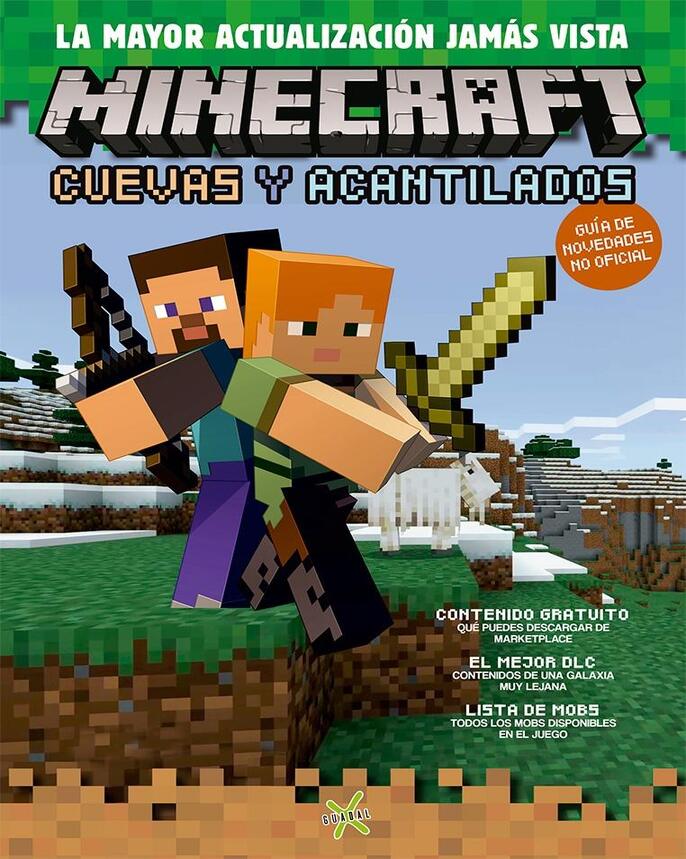 LA MAYOR ACTUALIZACIÓN JAMÁS VISTA
MINECRAFT
CUEVAS Y ACANTILADOS
GUÍA DE
NOVEDADES
NO OFICIAL
CONTENIDO GRATUITO
QUÉ PUEDES DESCARGAR DE
MARKETPLACE
EL MEJOR DLC
CONTENIDOS DE UNA GALAXIA
MUY LEJANA
LISTA DE MOBS
TODOS LOS MOBS DISPONIBLES
EN EL JUEGO
GUADAL